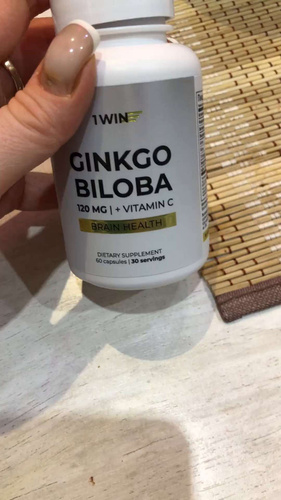 1WIN
GINKGO
BILOBA
120 MG | + VITAMIN C
BRAIN HEALTH
DIETARY SUPPLEMENT
60 capsules | 30 servings